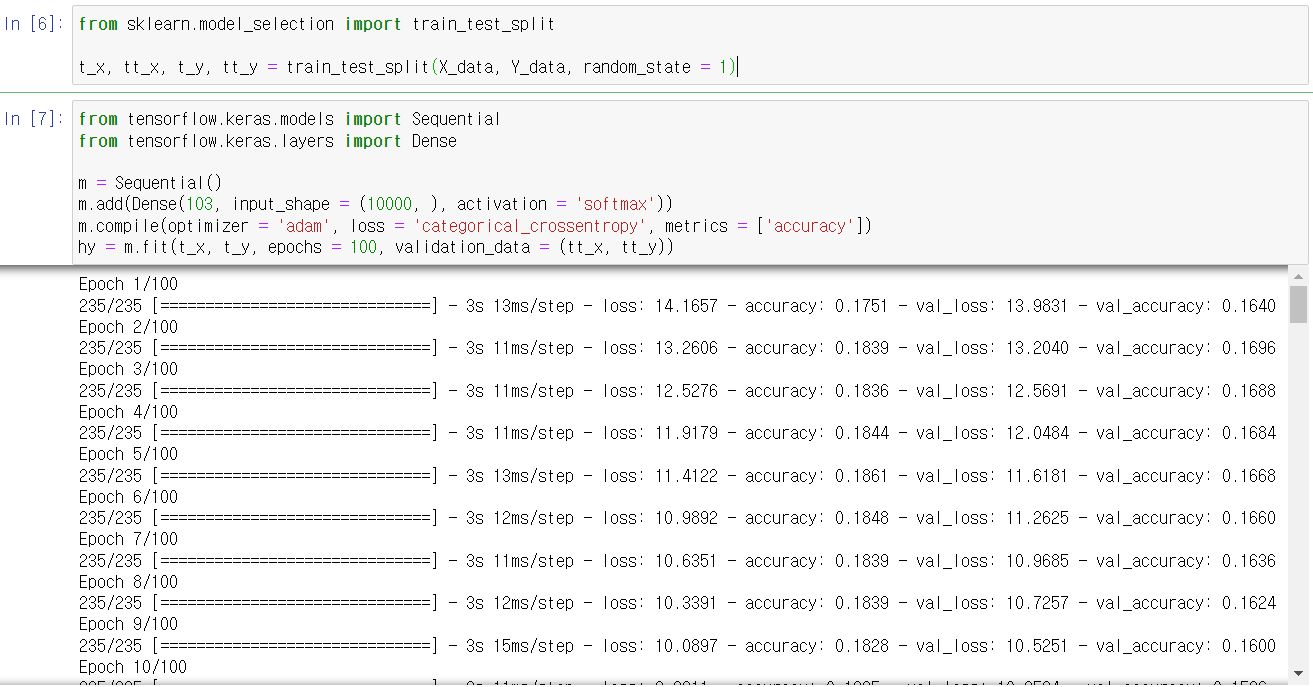 In [6]:
from sklearn.model_selection import train_test_split
t_x, tt_x, t_y, tt_y = train_test_split(X_data, Y_data, random_state = 1)
In [7]:
from tensorflow.keras.models import Sequential
from tensorflow.keras.layers import Dense
m = Sequential()
m.add(Dense(103, input_shape = (10000, ), activation = 'softmax'))
m.compile(optimizer = 'adam', loss = 'categorical_crossentropy', metrics = ['accuracy'])
hy = m.fit(t_x, t_y, epochs = 100, validation_data = (tt_x, tt_y))
Epoch 1/100
235/235 [==============================] - 3s 13ms/step - loss: 14.1657 - accuracy: 0.1751 - val_loss: 13.9831 - val_accuracy: 0.1640
Epoch 2/100
235/235 [==============================] - 3s 11ms/step - loss: 13.2606 - accuracy: 0.1839 - val_loss: 13.2040 - val_accuracy: 0.1696
Epoch 3/100
235/235 [==============================] - 3s 11ms/step - loss: 12.5276 - accuracy: 0.1836 - val_loss: 12.5691 - val_accuracy: 0.1688
Epoch 4/100
235/235 [==============================] - 3s 11ms/step - loss: 11.9179 - accuracy: 0.1844 - val_loss: 12.0484 - val_accuracy: 0.1684
Epoch 5/100
235/235 [==============================] - 3s 13ms/step - loss: 11.4122 - accuracy: 0.1861 - val_loss: 11.6181 - val_accuracy: 0.1668
Epoch 6/100
235/235 [==============================] - 3s 12ms/step - loss: 10.9892 - accuracy: 0.1848 - val_loss: 11.2625 - val_accuracy: 0.1660
Epoch 7/100
235/235 [==============================] - 3s 11ms/step - loss: 10.6351 - accuracy: 0.1839 - val_loss: 10.9685 - val_accuracy: 0.1636
Epoch 8/100
235/235 [==============================] - 3s 12ms/step - loss: 10.3391 - accuracy: 0.1839 - val_loss: 10.7257 - val_accuracy: 0.1624
Epoch 9/100
235/235 [==============================] - 3s 15ms/step - loss: 10.0897 - accuracy: 0.1828 - val_loss: 10.5251 - val_accuracy: 0.1600
Epoch 10/100